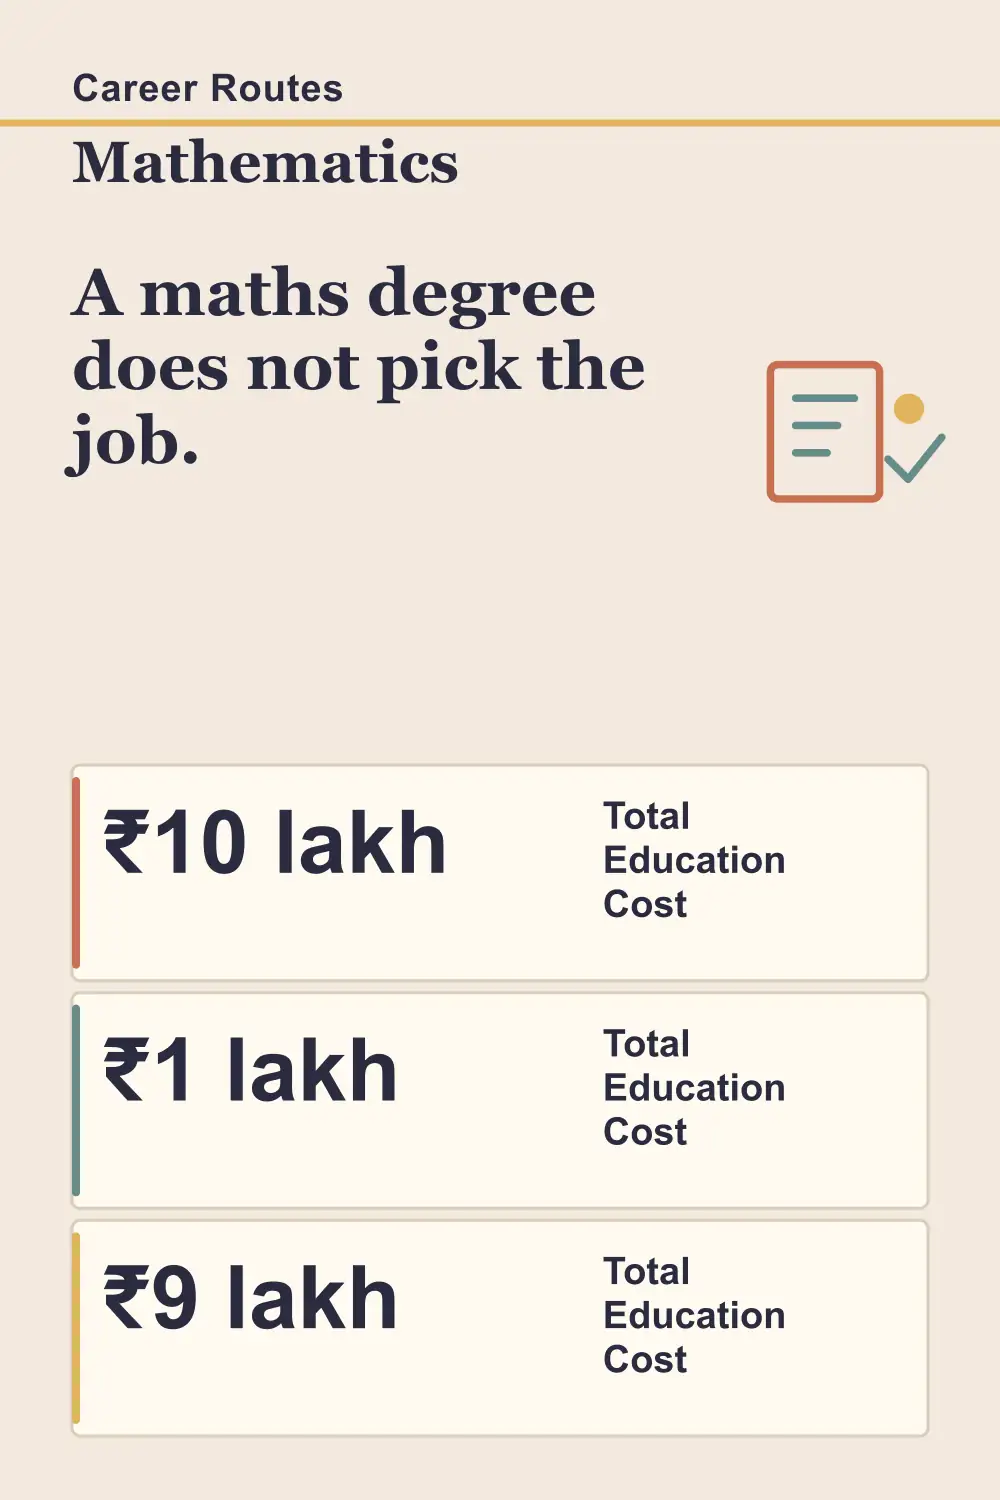 Career Routes
Mathematics
A maths degree
does not pick the
job.
₹10 lakh
Total
Education
Cost
₹1 lakh
Total
Education
Cost
₹9 lakh
Total
Education
Cost